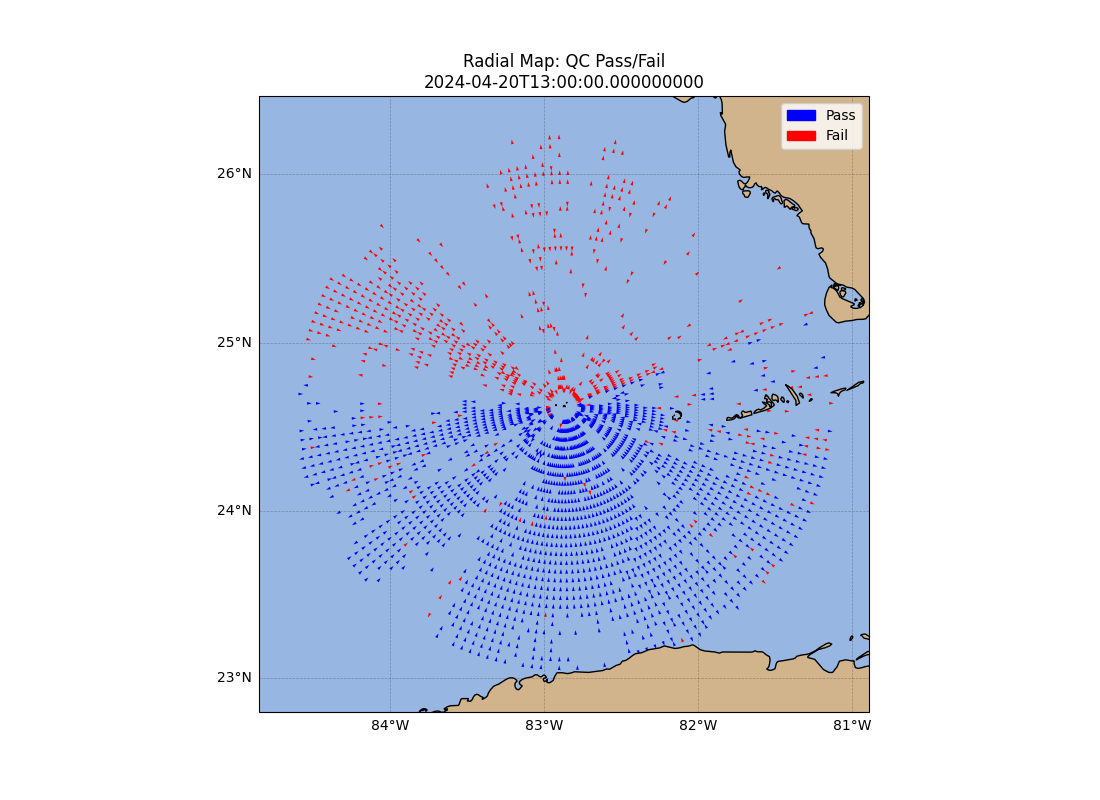 Radial Map: QC Pass/Fail
2024-04-20T13:00:00.000000000
Pass
Fail
26°N
25°N
24°N
23°N
84°W
83°W
82°W
81°W